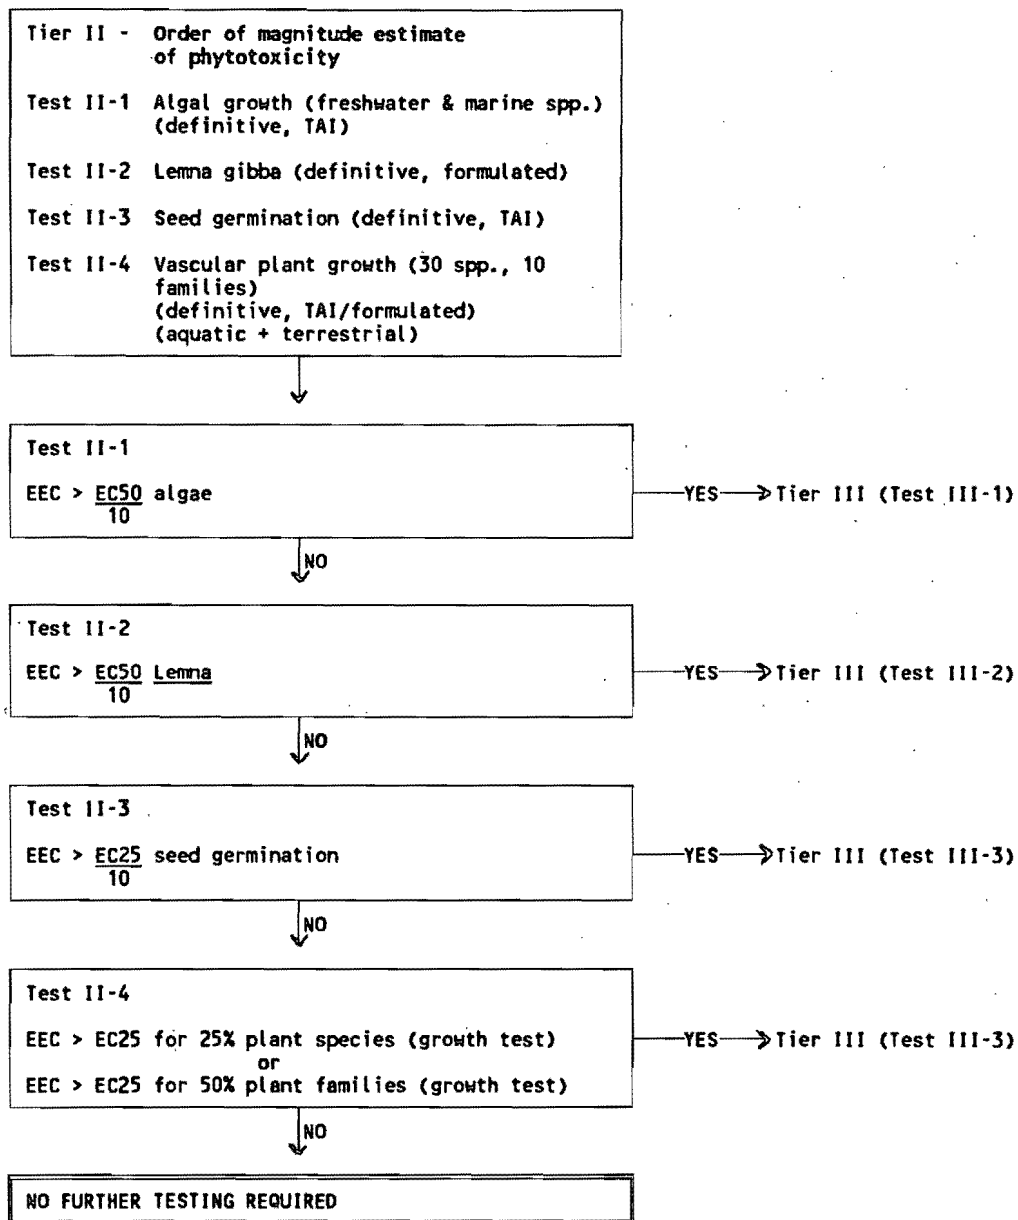 Tier II - Order of magnitude estimate
of phytotoxicity
Test II-1 Algal growth (freshwater & marine spp.)
(definitive, TAI)
Test II-2 Lemna gibba (definitive, formulated)
Test II-3 Seed germination (definitive, TAI)
Test II-4 Vascular plant growth (30 spp., 10
families)
(definitive, TAI/formulated)
(aquatic + terrestrial)
Test II-1
EEC > EC50 algae
10
YES
Tier III (Test III-1)
NO
Test II-2
EEC > EC50 Lemna
10
YES
Tier III (Test III-2)
NO
Test II-3
EEC > EC25 seed germination
10
YES
Tier III (Test III-3)
NO
Test II-4
EEC > EC25 for 25% plant species (growth test)
or
EEC > EC25 for 50% plant families (growth test)
YES
Tier III (Test III-3)
NO
NO FURTHER TESTING REQUIRED